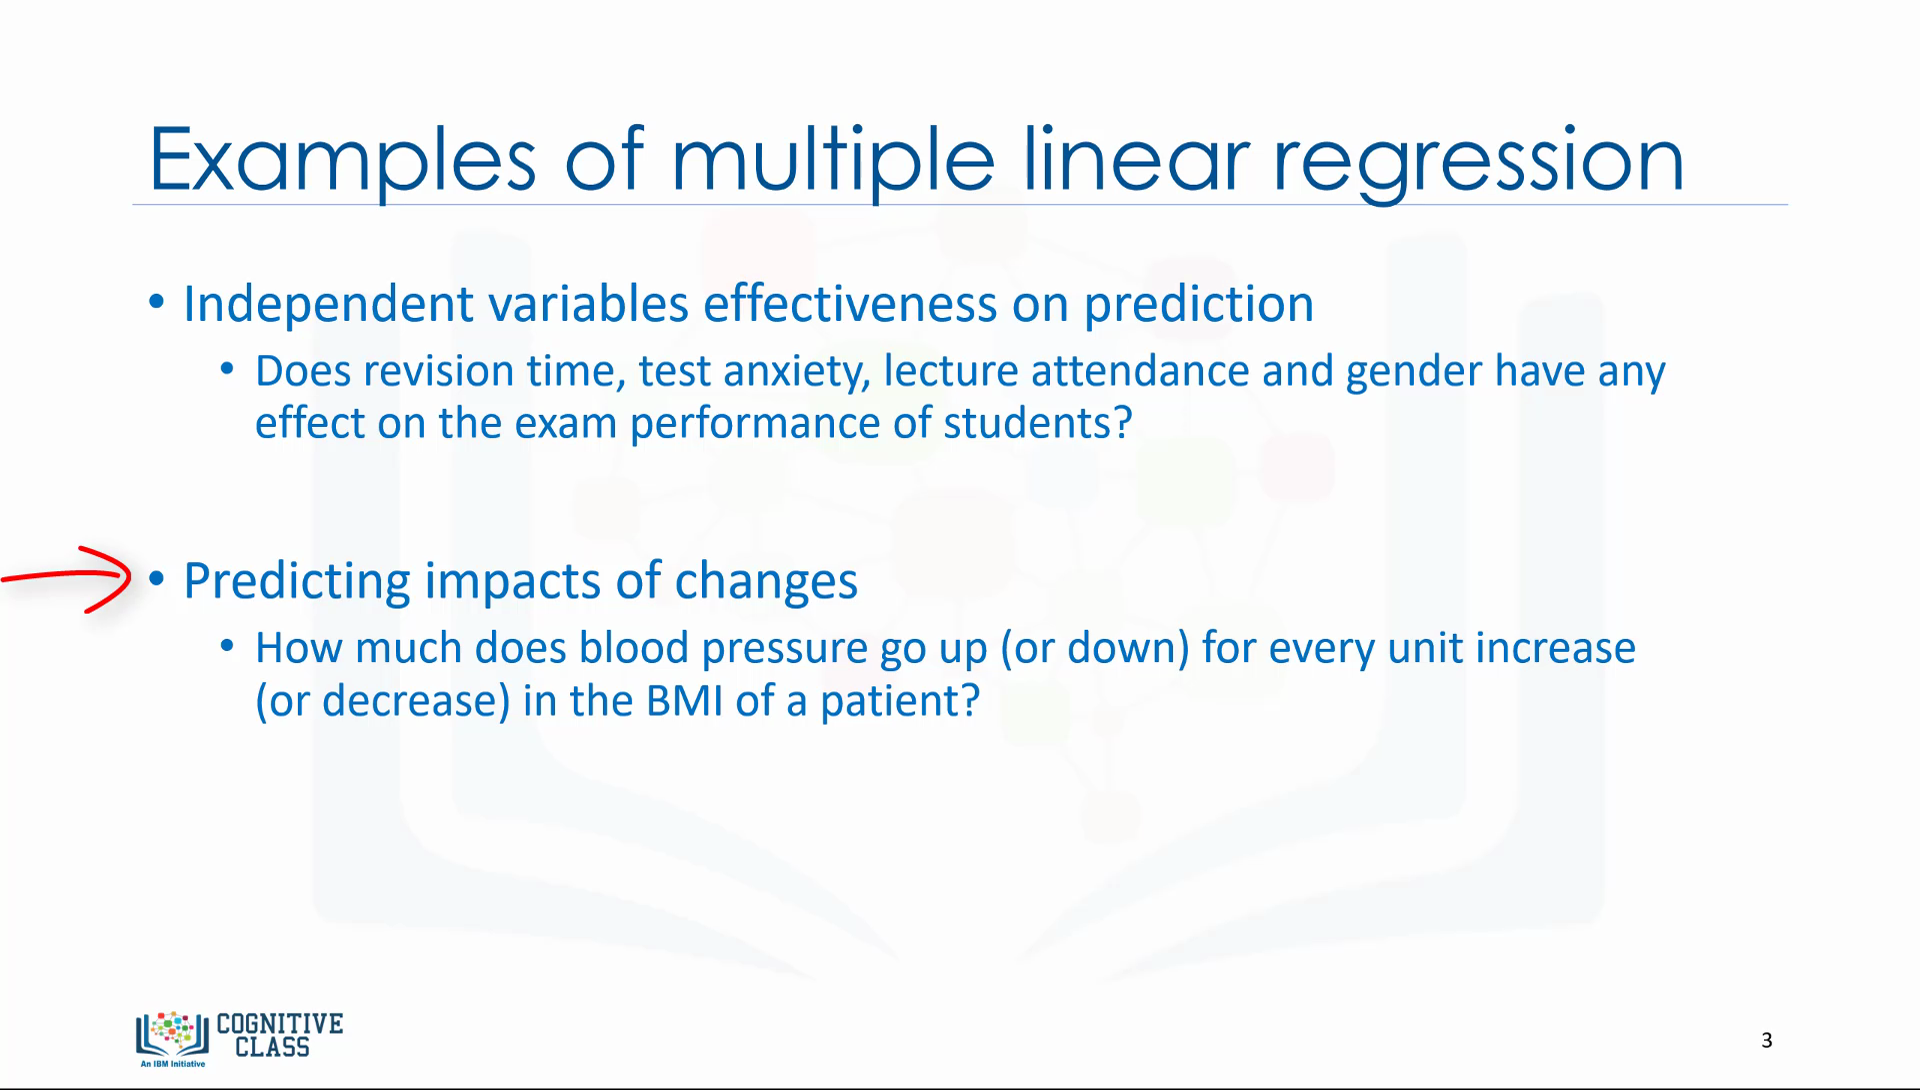 Examples of multiple linear regression
• Independent variables effectiveness on prediction
• Does revision time, test anxiety, lecture attendance and gender have any
effect on the exam performance of students?
• Predicting impacts of changes
• How much does blood pressure go up (or down) for every unit increase
(or decrease) in the BMI of a patient?
COGNITIVE
CLASS
An IBM Initiative
3